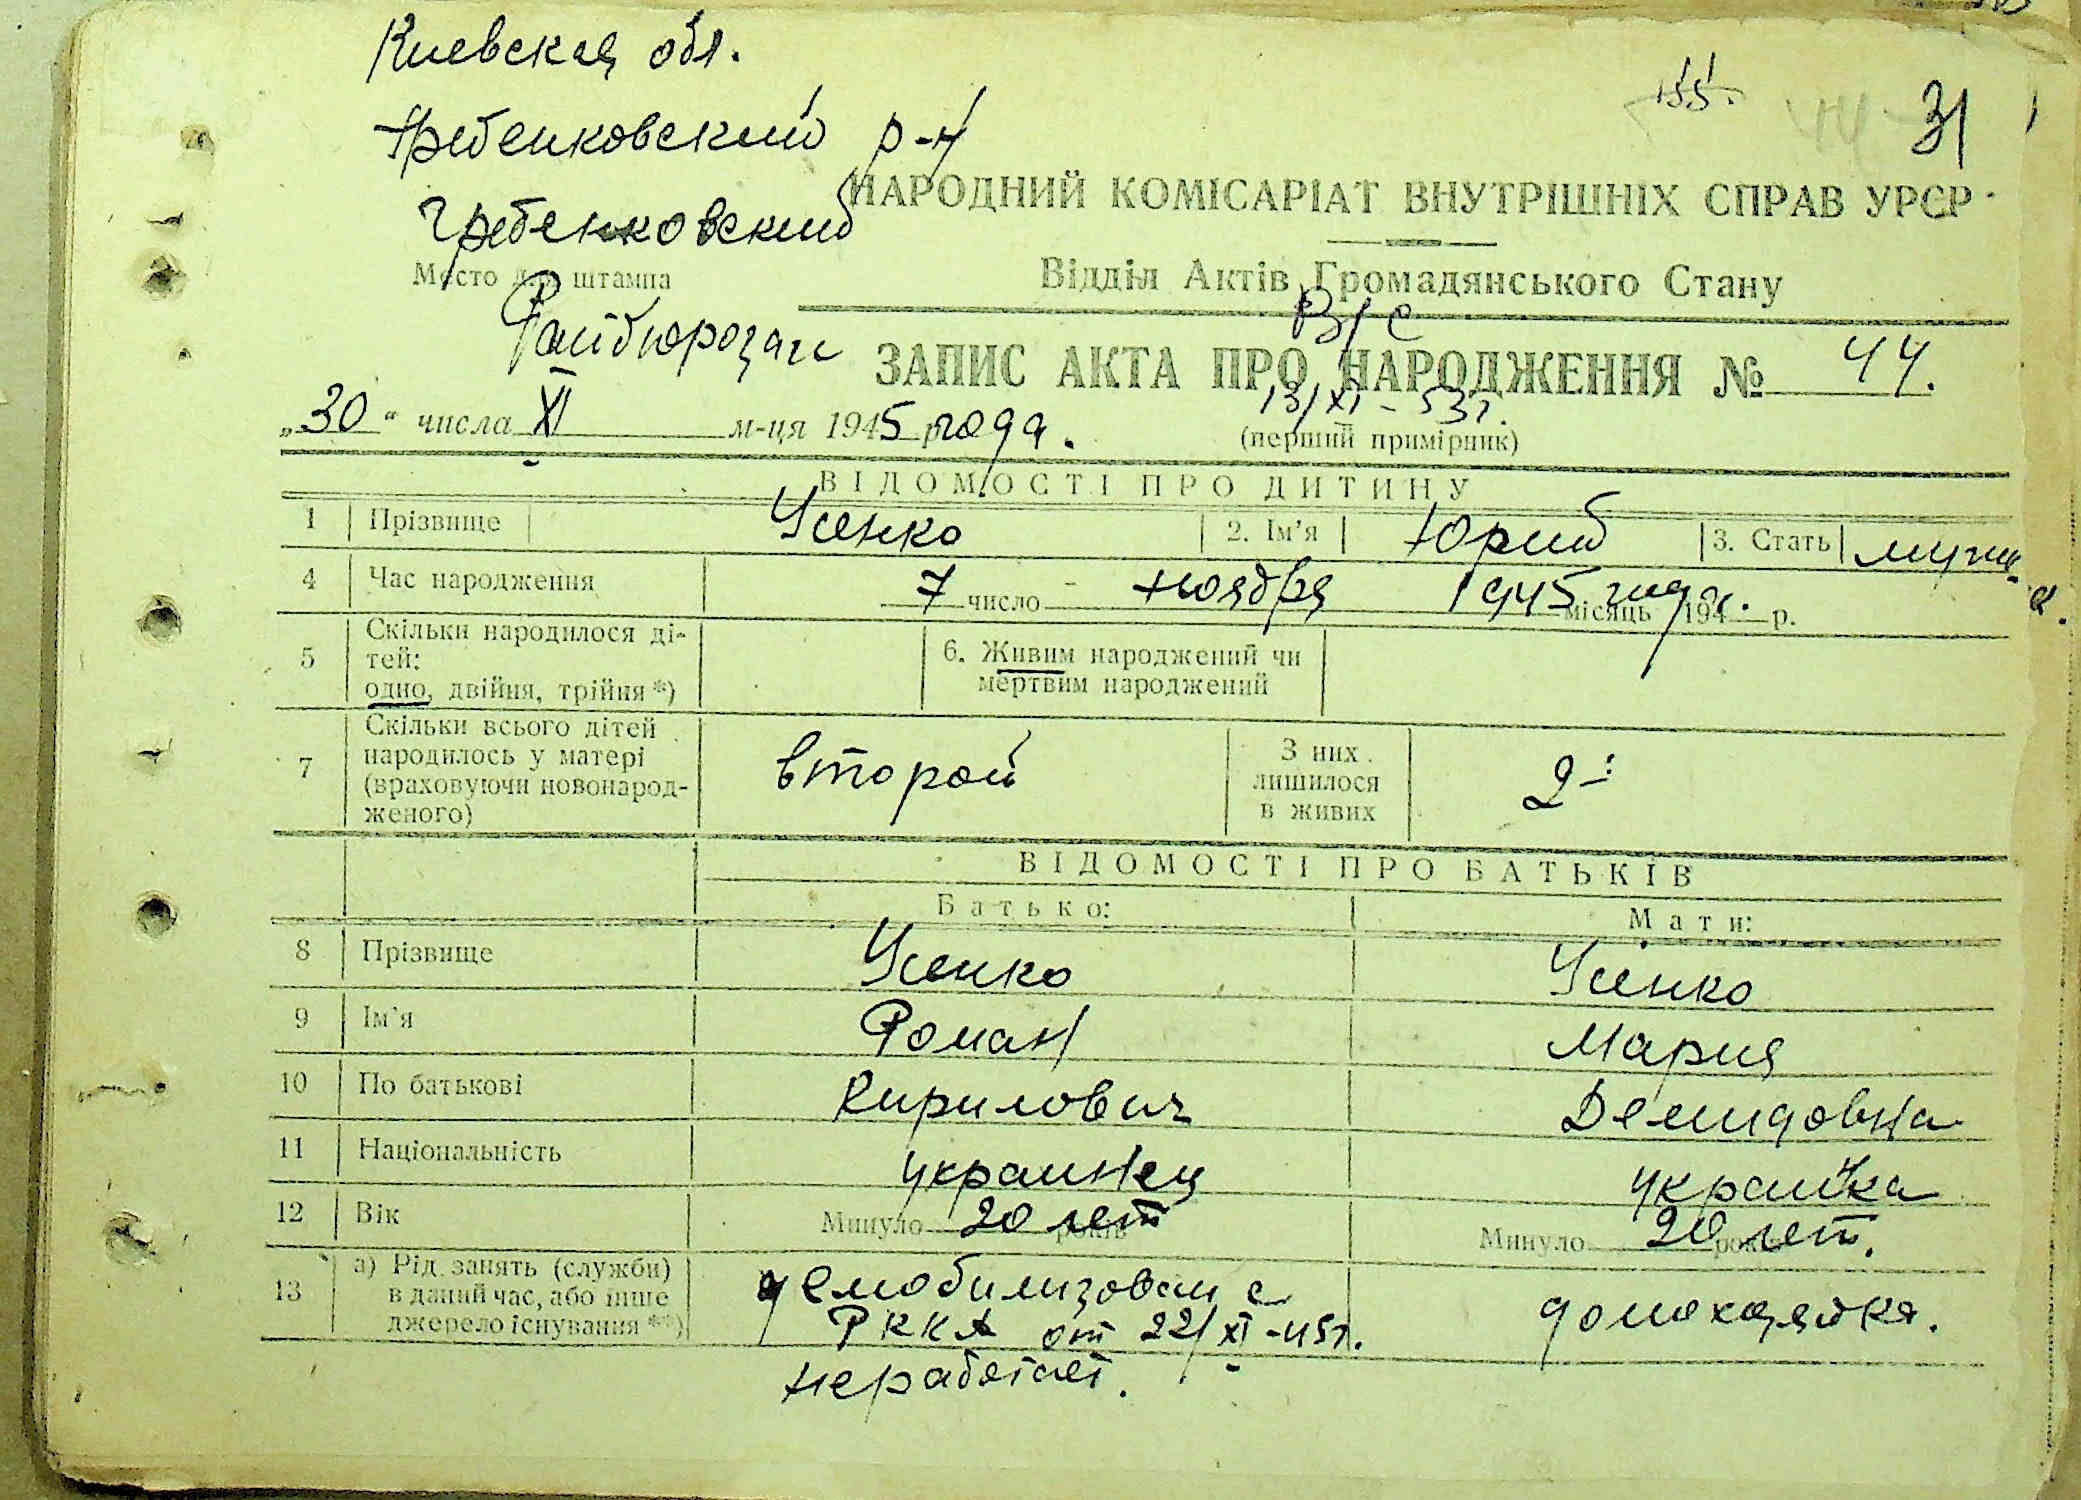 Киевская обл.
Гребенковский р-н
31
НАРОДНИЙ КОМІСАРІАТ ВНУТРІШНІХ СПРАВ УРСР
Гребенковский
Место для штампа
Відділ Актів Громадянського Стану
Райбюрозагс
В/с
ЗАПИС АКТА ПРО НАРОДЖЕННЯ № 44.
13/XI - 53г.
„30“ числа XI м-ця 1945 года.
(перший примірник)
ВІДОМОСТІ ПРО ДИТИНУ
1 Прізвище Усенко 2. Ім'я Юрий 3. Стать мужск.
4 Час народження 7 число ноября 1945 года. місяць 194 р.
5 Скільки народилося дітей: одно, двійня, трійня *) 6. Живим народжений чи мертвим народжений
7 Скільки всього дітей народилось у матері (враховуючи новонародженого) второй З них лишилося в живих 2
ВІДОМОСТІ ПРО БАТЬКІВ
Батько: Мати:
8 Прізвище Усенко Усенко
9 Ім'я Роман Мария
10 По батькові Кирилович Демидовна
11 Національність украинец украинка
12 Вік Минуло 20 лет років Минуло 20 лет. років
13 а) Рід занять (служби) в даний час, або інше джерело існування **) демобилизован с РККА от 22/XI-45г. неработает. домохазяйка.